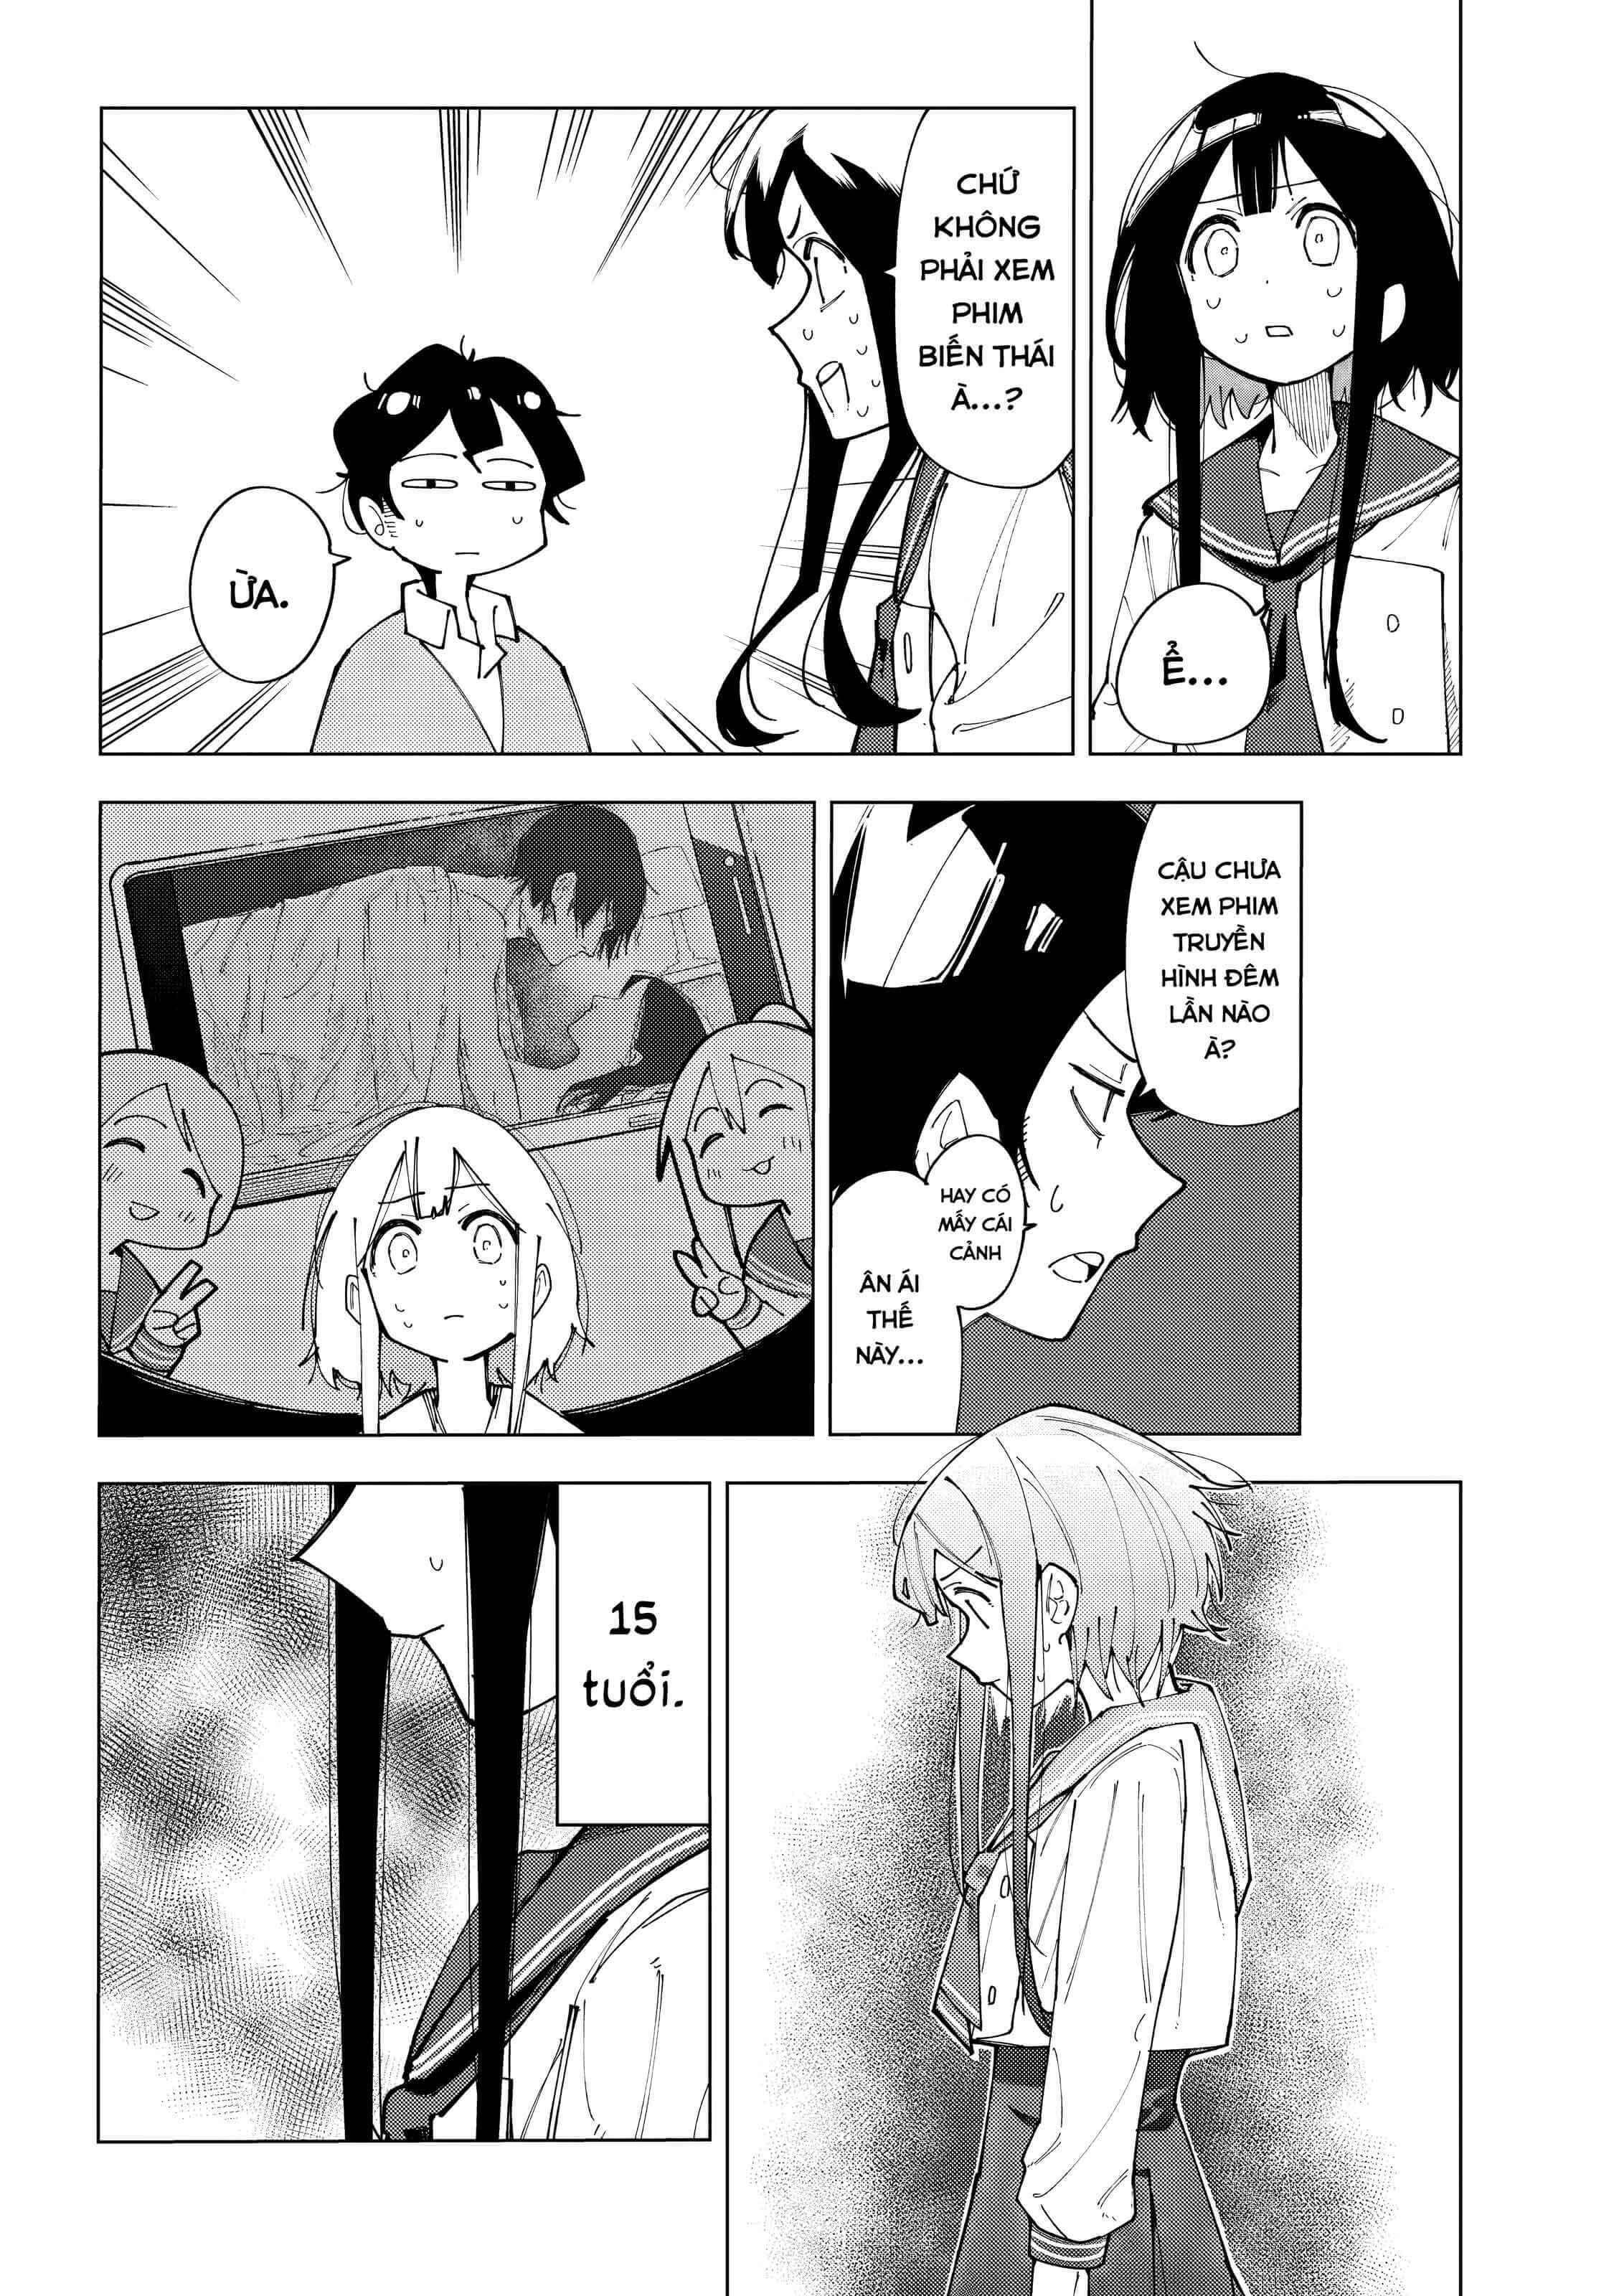 Ể...
CHỨ
KHÔNG
PHẢI XEM
PHIM
BIẾN THÁI
À...?
ỪA.
CẬU CHƯA
XEM PHIM
TRUYỀN
HÌNH ĐÊM
LẦN NÀO
À?
HAY CÓ
MẤY CÁI
CẢNH
ÂN ÁI
THẾ
NÀY...
15
tuổi.